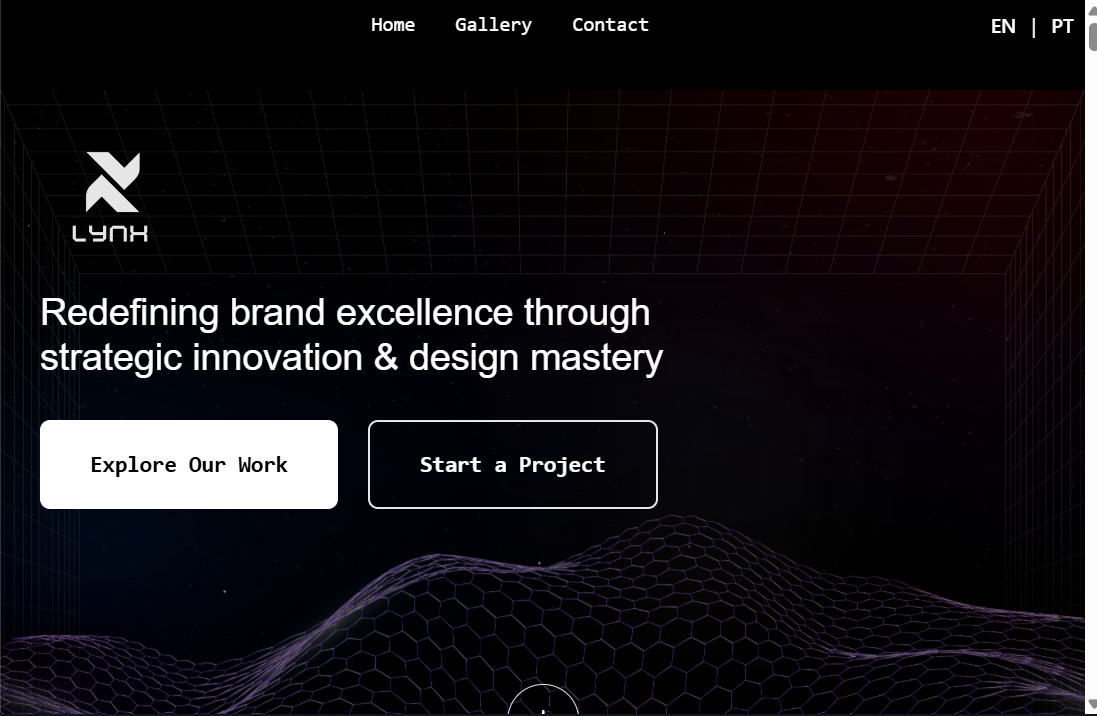 Home Gallery Contact
EN | PT
LYNX
Redefining brand excellence through
strategic innovation & design mastery
Explore Our Work
Start a Project